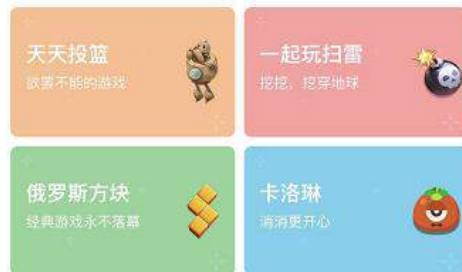 天天投篮
欲罢不能的游戏
一起玩扫雷
挖挖，挖穿地球
俄罗斯方块
经典游戏永不落幕
卡洛琳
消消更开心